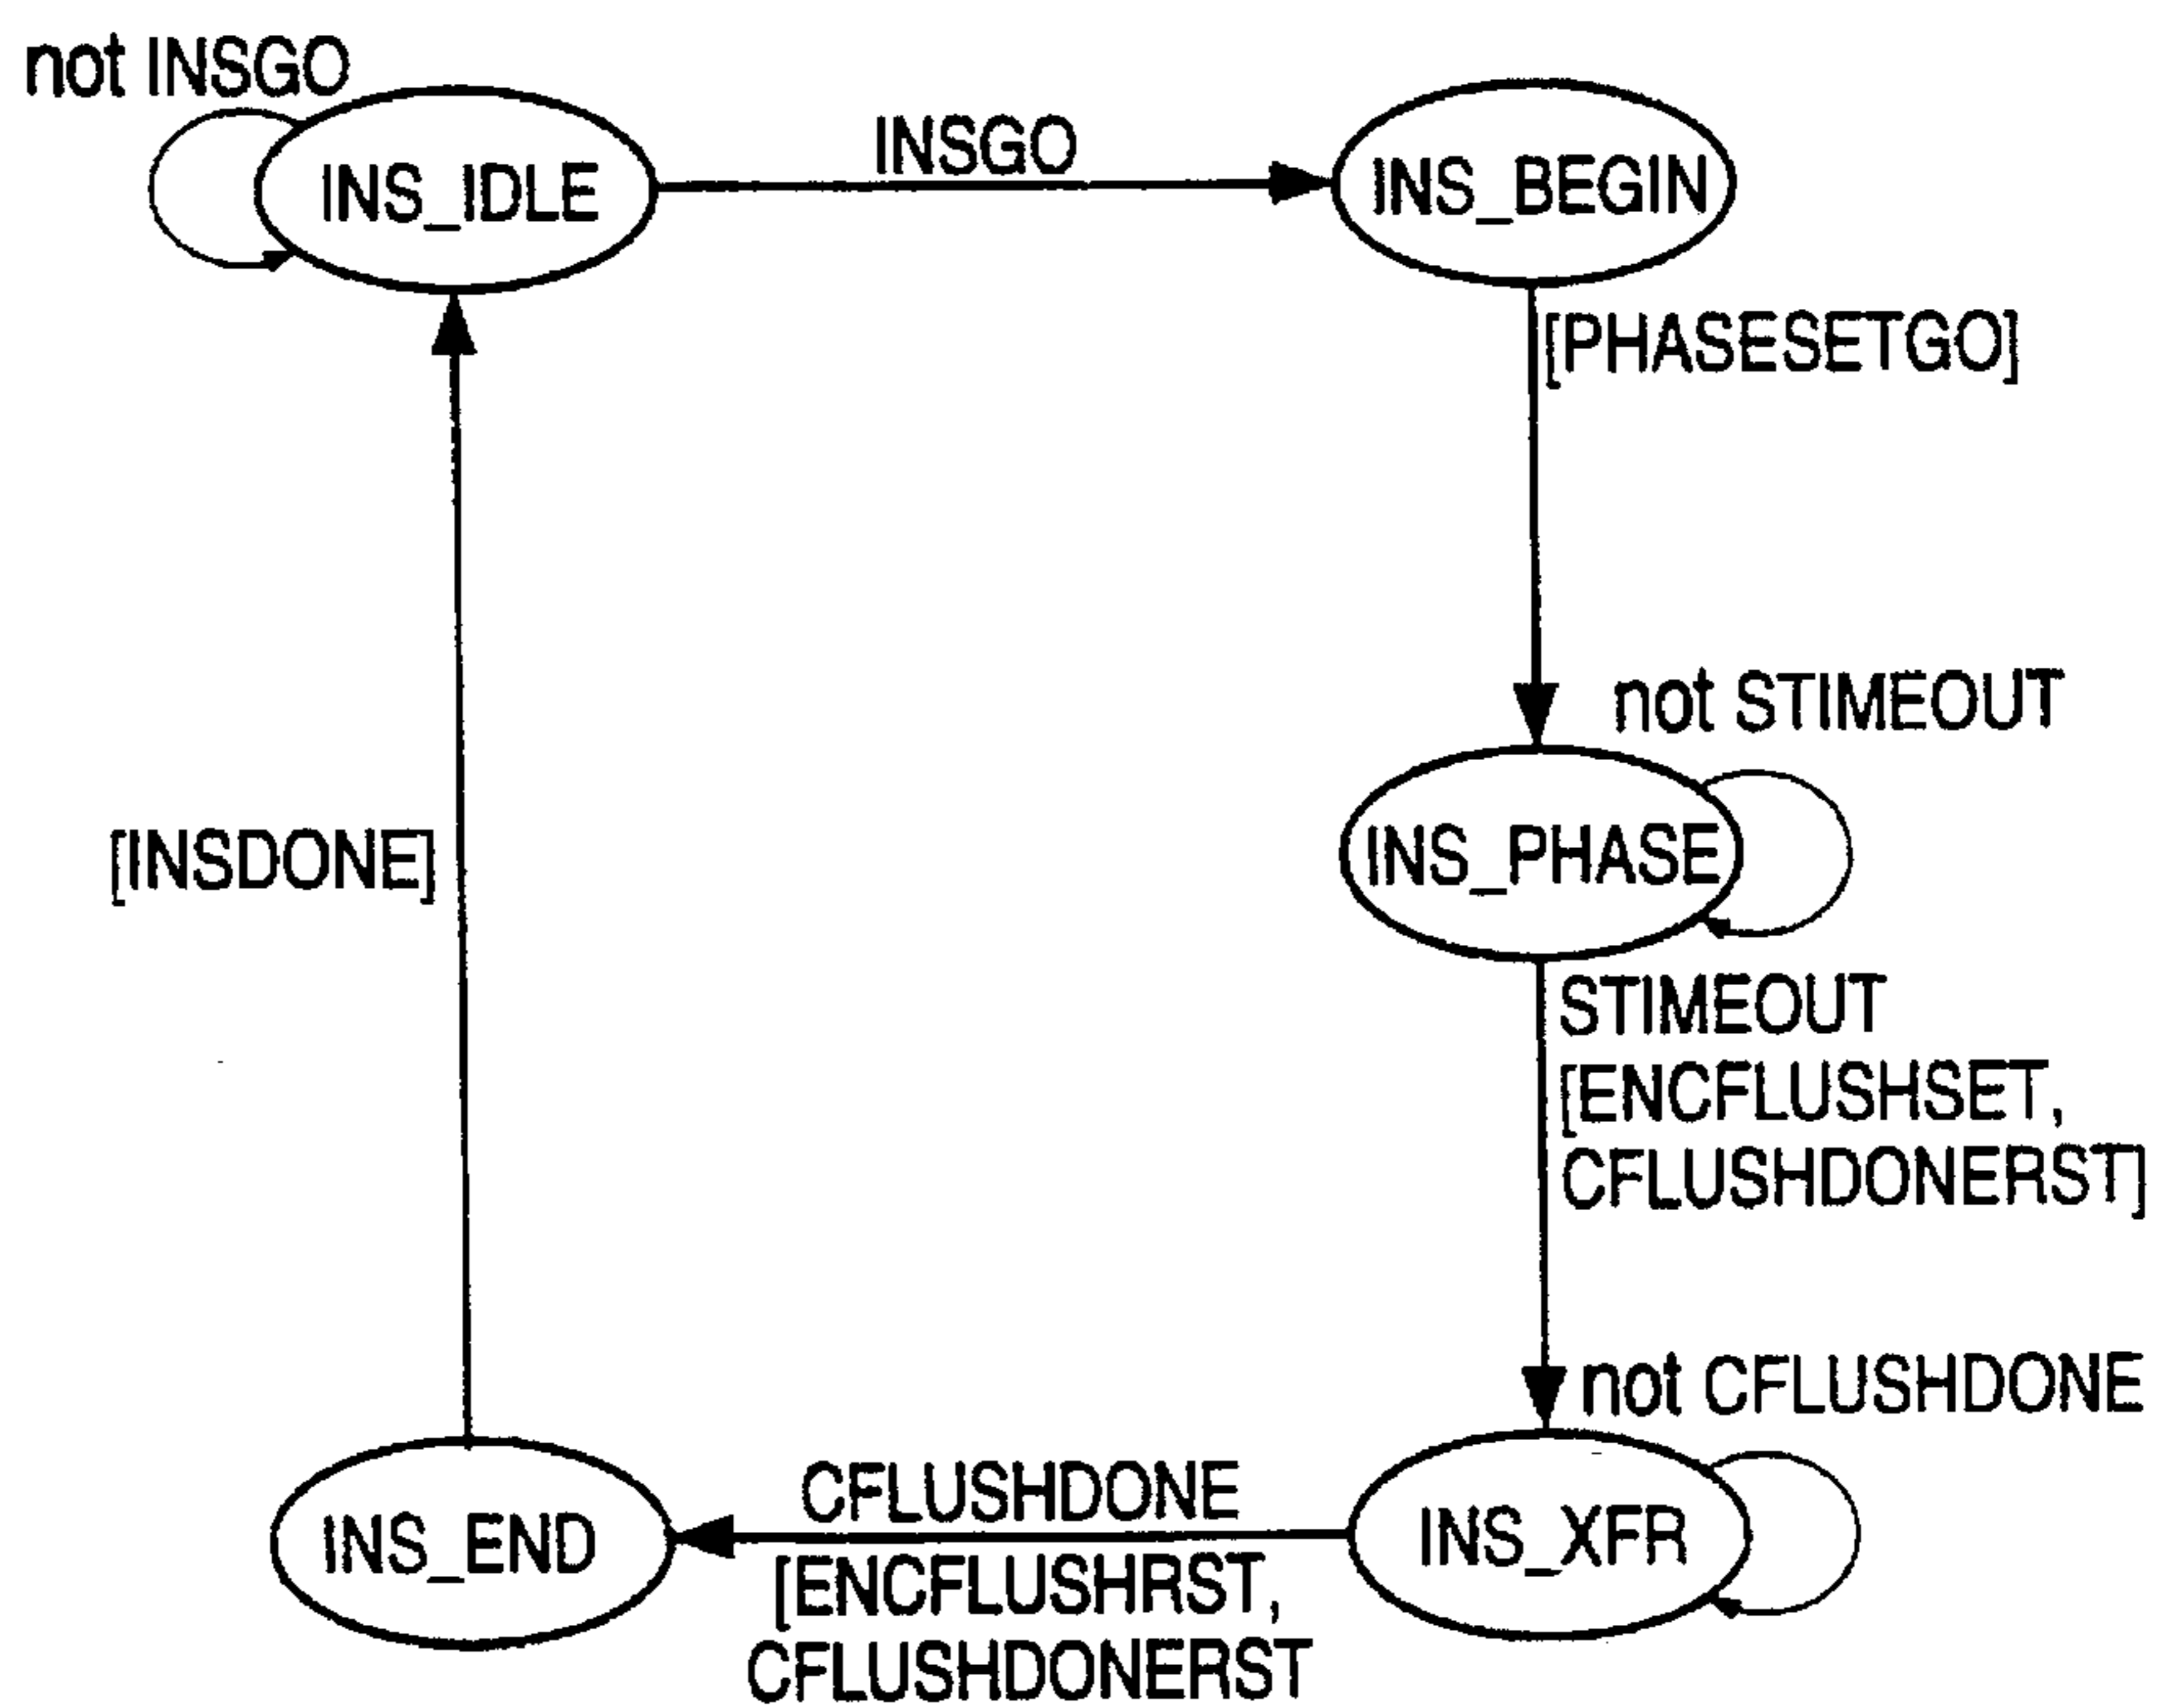 not INSGO
INS_IDLE
INSGO
INS_BEGIN
[PHASESETGO]
not STIMEOUT
INS_PHASE
[INSDONE]
STIMEOUT
[ENCFLUSHSET,
CFLUSHDONERST]
not CFLUSHDONE
INS_XFR
CFLUSHDONE
[ENCFLUSHRST,
CFLUSHDONERST
INS_END